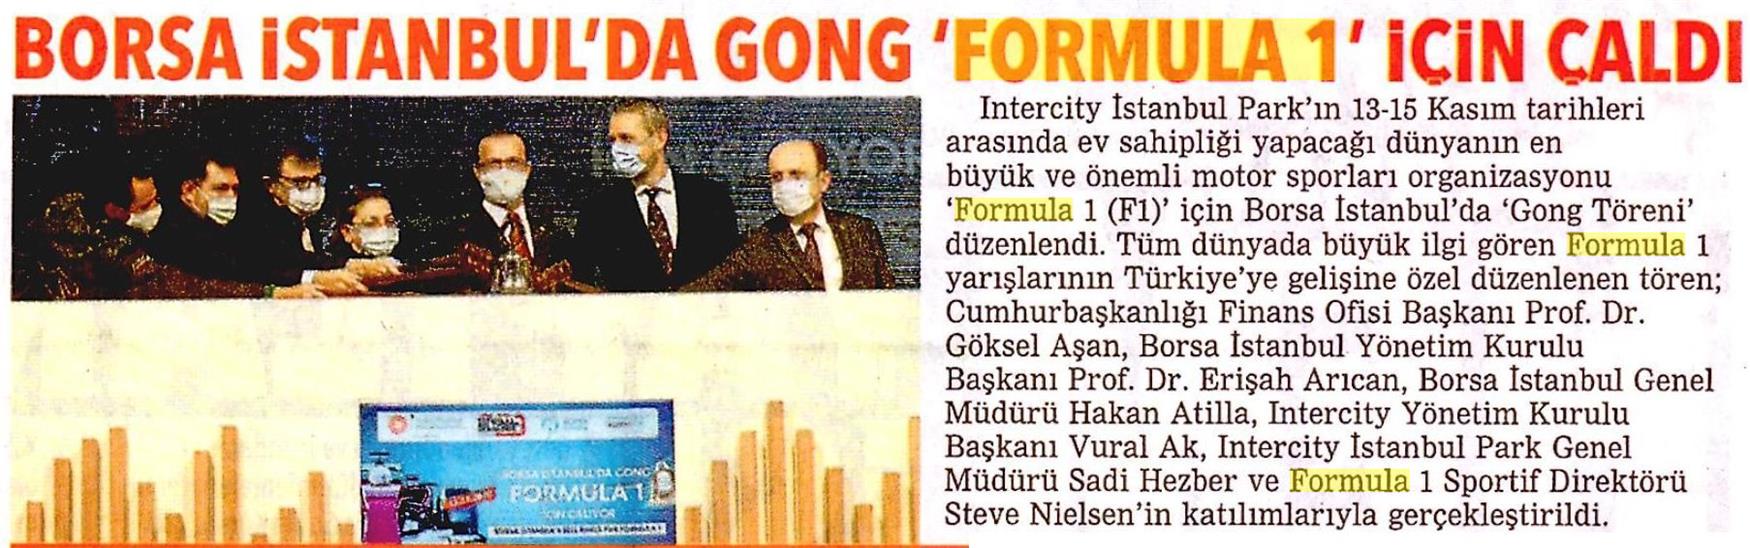 BORSA İSTANBUL'DA GONG 'FORMULA 1' İÇİN ÇALDI
Intercity İstanbul Park'ın 13-15 Kasım tarihleri
arasında ev sahipliği yapacağı dünyanın en
büyük ve önemli motor sporları organizasyonu
'Formula 1 (F1)' için Borsa İstanbul'da 'Gong Töreni'
düzenlendi. Tüm dünyada büyük ilgi gören Formula 1
yarışlarının Türkiye'ye gelişine özel düzenlenen tören;
Cumhurbaşkanlığı Finans Ofisi Başkanı Prof. Dr.
Göksel Aşan, Borsa İstanbul Yönetim Kurulu
Başkanı Prof. Dr. Erişah Arıcan, Borsa İstanbul Genel
Müdürü Hakan Atilla, Intercity Yönetim Kurulu
Başkanı Vural Ak, Intercity İstanbul Park Genel
Müdürü Sadi Hezber ve Formula 1 Sportif Direktörü
Steve Nielsen'in katılımlarıyla gerçekleştirildi.
BORSA İSTANBUL'DA GONG
FORMULA 1
İÇİN ÇALIYOR